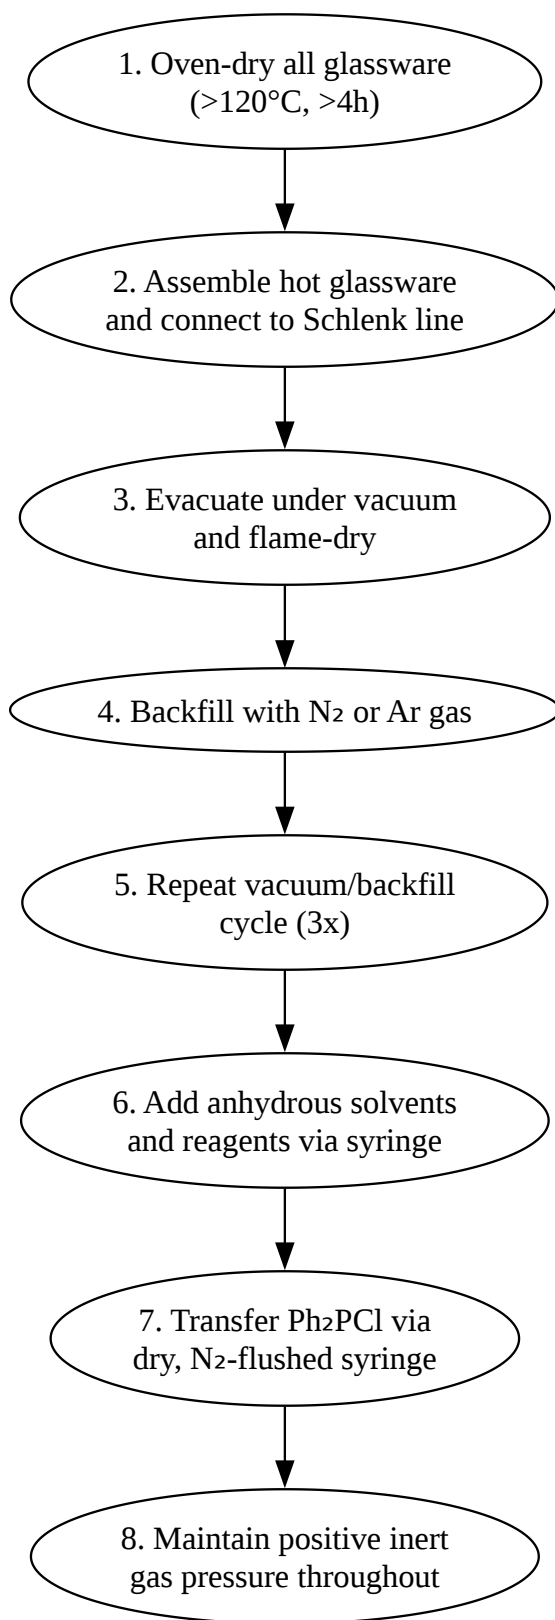 1. Oven-dry all glassware
(>120°C, >4h)
2. Assemble hot glassware
and connect to Schlenk line
3. Evacuate under vacuum
and flame-dry
4. Backfill with N₂ or Ar gas
5. Repeat vacuum/backfill
cycle (3x)
6. Add anhydrous solvents
and reagents via syringe
7. Transfer Ph₂PCl via
dry, N₂-flushed syringe
8. Maintain positive inert
gas pressure throughout